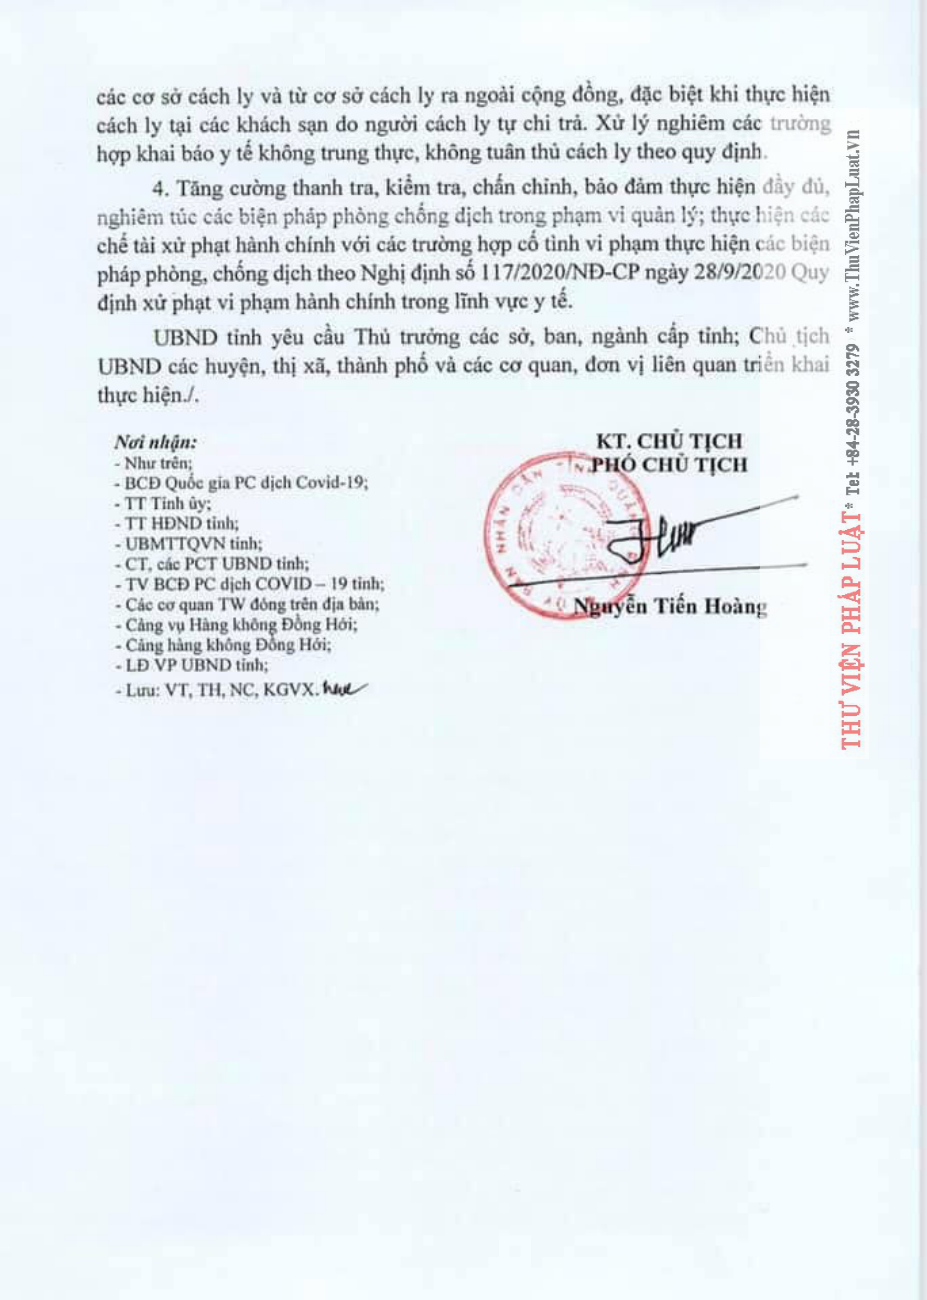 các cơ sở cách ly và từ cơ sở cách ly ra ngoài cộng đồng, đặc biệt khi thực hiện
cách ly tại các khách sạn do người cách ly tự chi trả. Xử lý nghiêm các trường
hợp khai báo y tế không trung thực, không tuân thủ cách ly theo quy định.
4. Tăng cường thanh tra, kiểm tra, chấn chỉnh, bảo đảm thực hiện đầy đủ,
nghiêm túc các biện pháp phòng chống dịch trong phạm vi quản lý; thực hiện các
chế tài xử phạt hành chính với các trường hợp cố tình vi phạm thực hiện các biện
pháp phòng, chống dịch theo Nghị định số 117/2020/NĐ-CP ngày 28/9/2020 Quy
định xử phạt vi phạm hành chính trong lĩnh vực y tế.
UBND tỉnh yêu cầu Thủ trưởng các sở, ban, ngành cấp tỉnh; Chủ tịch
UBND các huyện, thị xã, thành phố và các cơ quan, đơn vị liên quan triển khai
thực hiện./.
Nơi nhận:
- Như trên;
- BCĐ Quốc gia PC dịch Covid-19;
- TT Tỉnh ủy;
- TT HĐND tỉnh;
- UBMTTQVN tỉnh;
- CT, các PCT UBND tỉnh;
- TV BCĐ PC dịch COVID – 19 tỉnh;
- Các cơ quan TW đóng trên địa bàn;
- Cảng vụ Hàng không Đồng Hới;
- Cảng hàng không Đồng Hới;
- LĐ VP UBND tỉnh;
- Lưu: VT, TH, NC, KGVX.
KT. CHỦ TỊCH
PHÓ CHỦ TỊCH
ỦY BAN NHÂN DÂN TỈNH QUẢNG BÌNH
Nguyễn Tiến Hoàng
THƯ VIỆN PHÁP LUẬT * Tel: +84-28-3930 3279 * www.ThuVienPhapLuat.vn